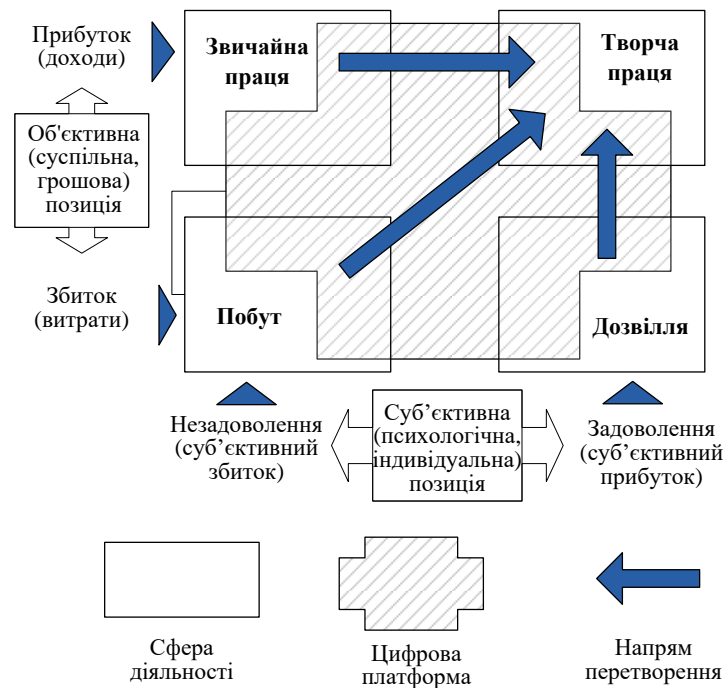 Прибуток
(доходи)
Звичайна
праця
Творча
праця
Об'єктивна
(суспільна,
грошова)
позиція
Збиток
(витрати)
Побут
Дозвілля
Незадоволення
(суб’єктивний
збиток)
Суб’єктивна
(психологічна,
індивідуальна)
позиція
Задоволення
(суб’єктивний
прибуток)
Сфера
діяльності
Цифрова
платформа
Напрям
перетворення